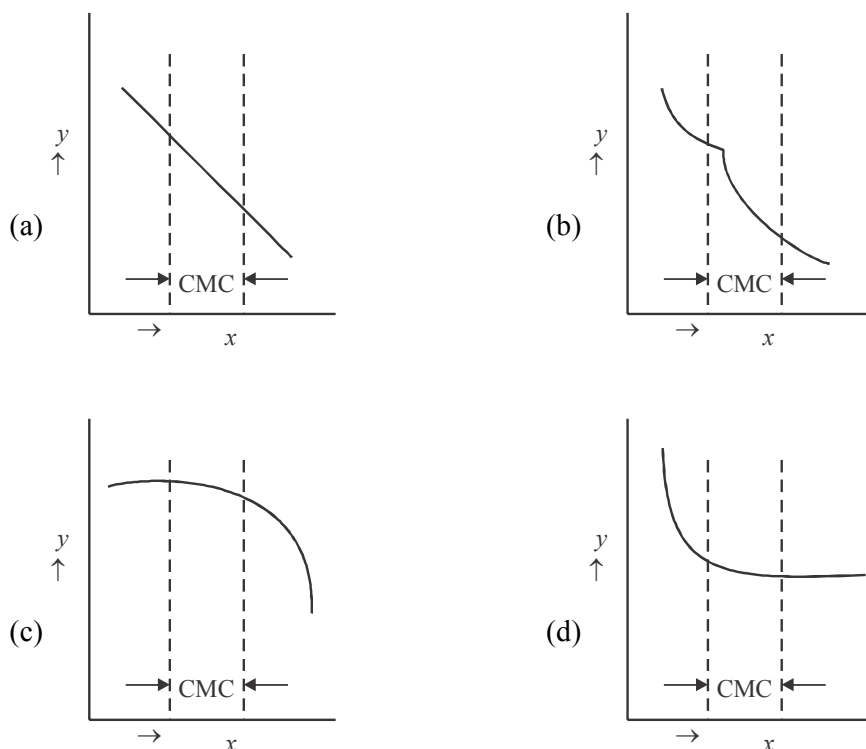 y
↑
(a)
→ CMC ←
→ x
y
↑
(b)
→ CMC ←
→ x
y
↑
(c)
→ CMC ←
→ x
y
↑
(d)
→ CMC ←
→ x